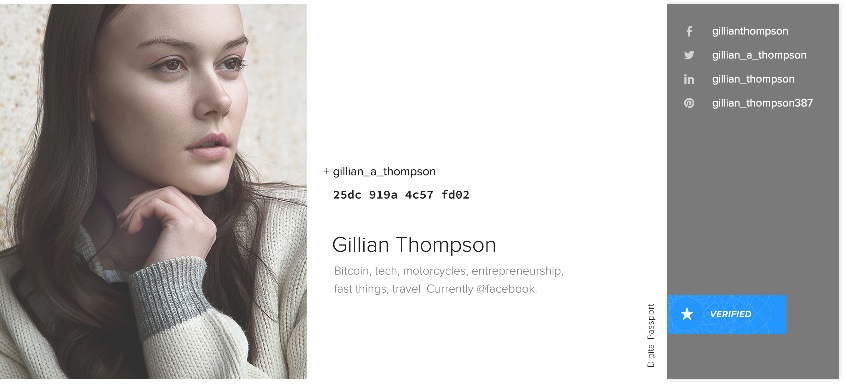 + gillian_a_thompson
25dc 919a 4c57 fd02
Gillian Thompson
Bitcoin, tech, motorcycles, entrepreneurship,
fast things, travel. Currently @facebook.
Digital Passport
gillianthompson
gillian_a_thompson
gillian_thompson
gillian_thompson387
VERIFIED